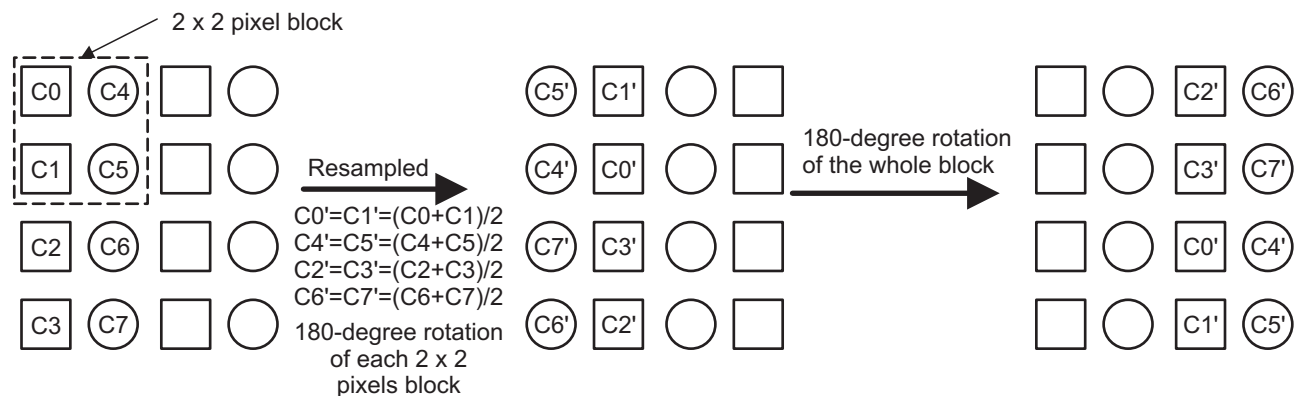 2 x 2 pixel block
C0 C4
C1 C5
C2 C6
C3 C7
Resampled
C0'=C1'=(C0+C1)/2
C4'=C5'=(C4+C5)/2
C2'=C3'=(C2+C3)/2
C6'=C7'=(C6+C7)/2
180-degree rotation
of each 2 x 2
pixels block
C5' C1'
C4' C0'
C7' C3'
C6' C2'
180-degree rotation
of the whole block
C2' C6'
C3' C7'
C0' C4'
C1' C5'